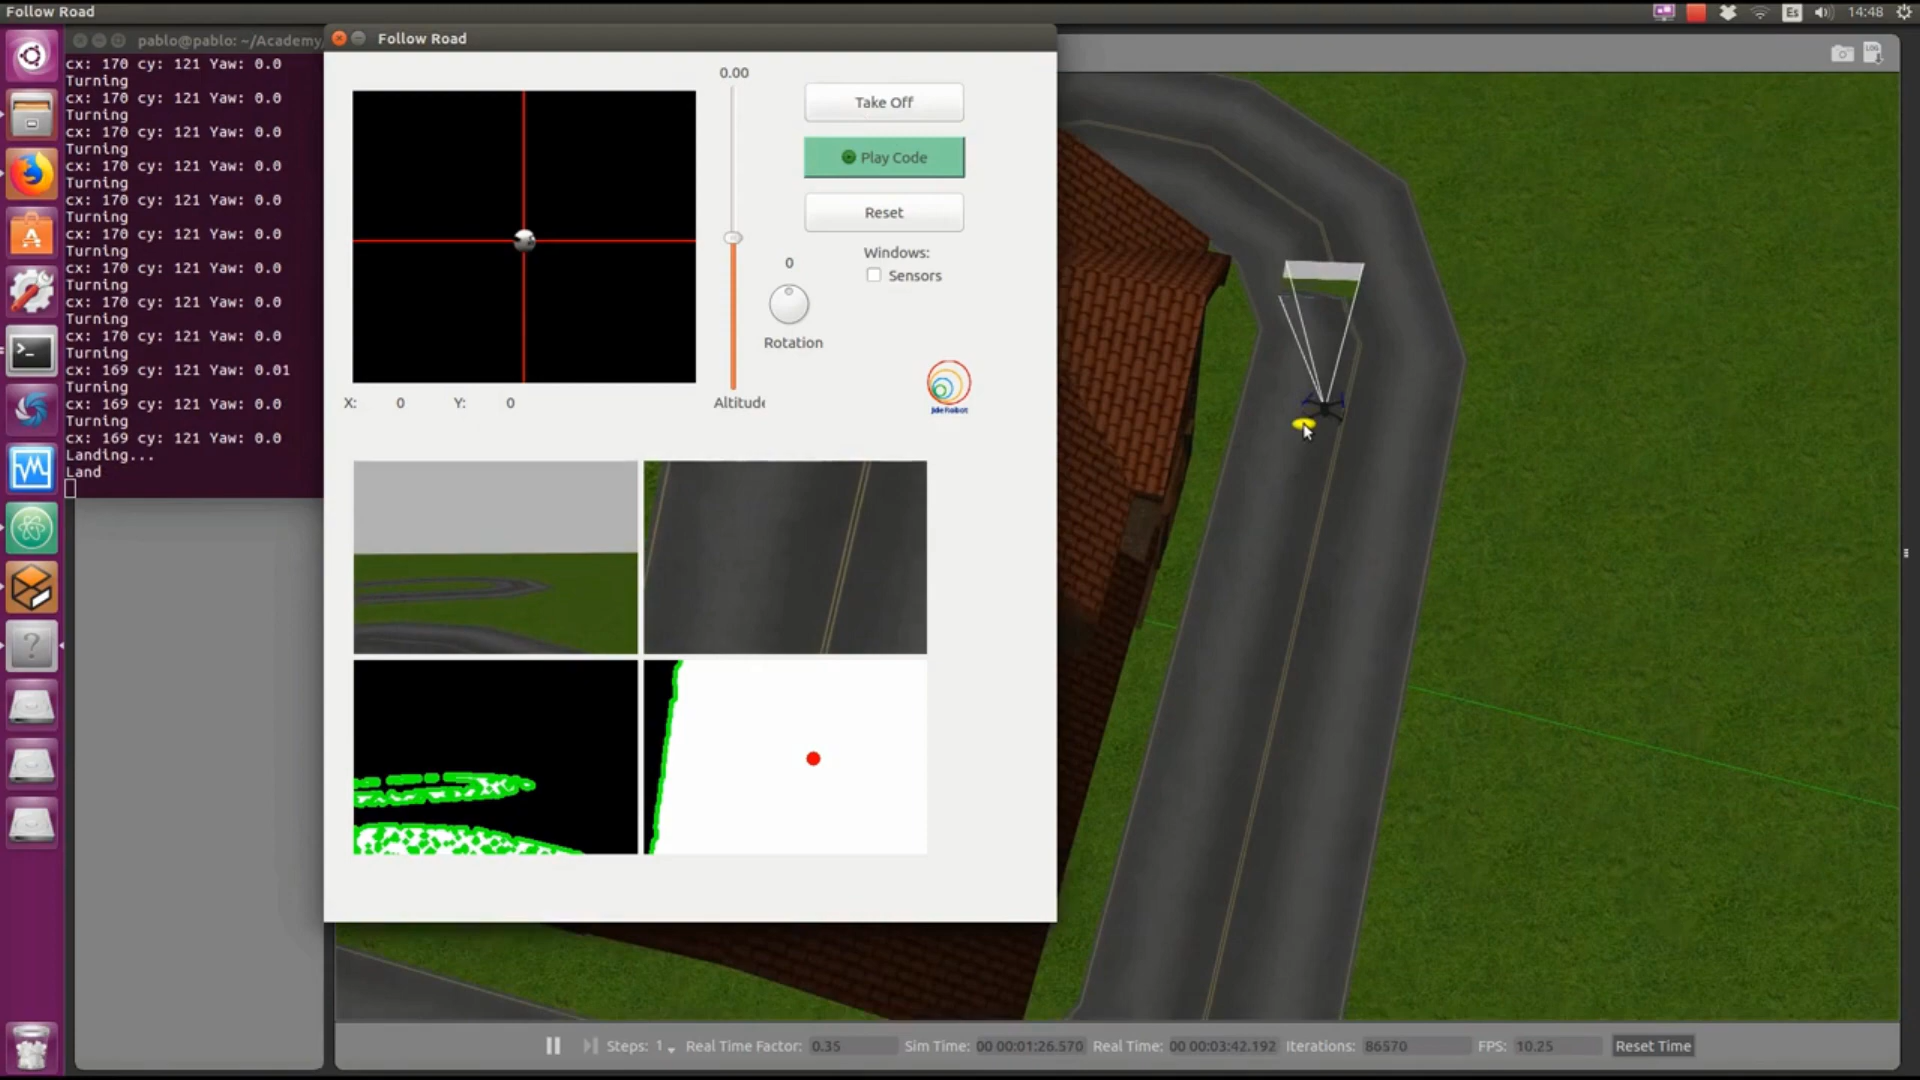 Follow Road
Es
14:48
pablo@pablo: ~/Academy
cx: 170 cy: 121 Yaw: 0.0
Turning
cx: 170 cy: 121 Yaw: 0.0
Turning
cx: 170 cy: 121 Yaw: 0.0
Turning
cx: 170 cy: 121 Yaw: 0.0
Turning
cx: 170 cy: 121 Yaw: 0.0
Turning
cx: 170 cy: 121 Yaw: 0.0
Turning
cx: 170 cy: 121 Yaw: 0.0
Turning
cx: 170 cy: 121 Yaw: 0.0
Turning
cx: 170 cy: 121 Yaw: 0.0
Turning
cx: 169 cy: 121 Yaw: 0.01
Turning
cx: 169 cy: 121 Yaw: 0.0
Turning
cx: 169 cy: 121 Yaw: 0.0
Landing...
Land
Follow Road
0.00
Take Off
Play Code
Reset
Windows:
Sensors
0
Rotation
X: 0 Y: 0
Altitude
JdeRobot
LOG
Steps: 1 Real Time Factor: 0.35 Sim Time: 00 00:01:26.570 Real Time: 00 00:03:42.192 Iterations: 86570 FPS: 10.25 Reset Time